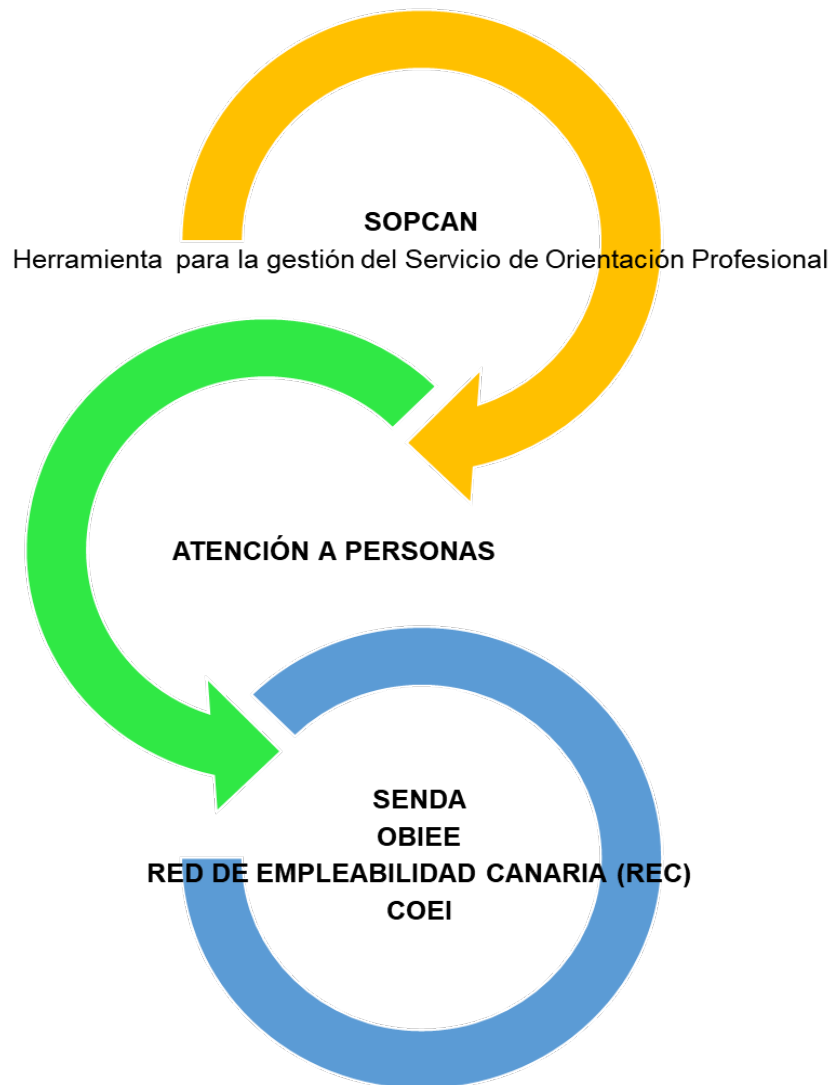 SOPCAN
Herramienta para la gestión del Servicio de Orientación Profesional
ATENCIÓN A PERSONAS
SENDA
OBIEE
RED DE EMPLEABILIDAD CANARIA (REC)
COEI